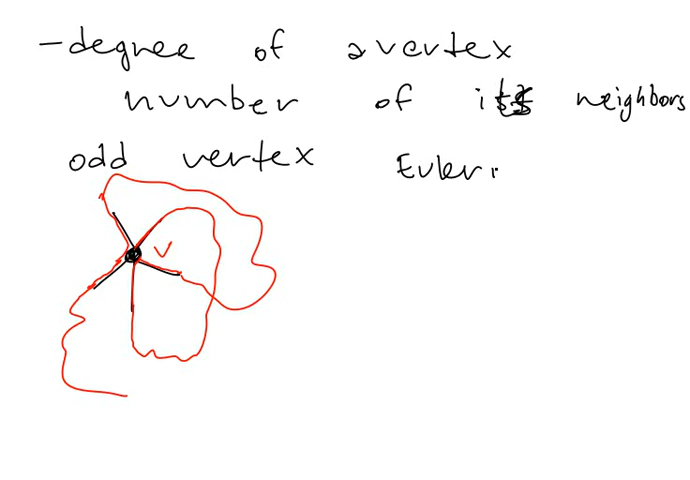 - degree of a vertex
number of its neighbors
odd vertex Euler:
v